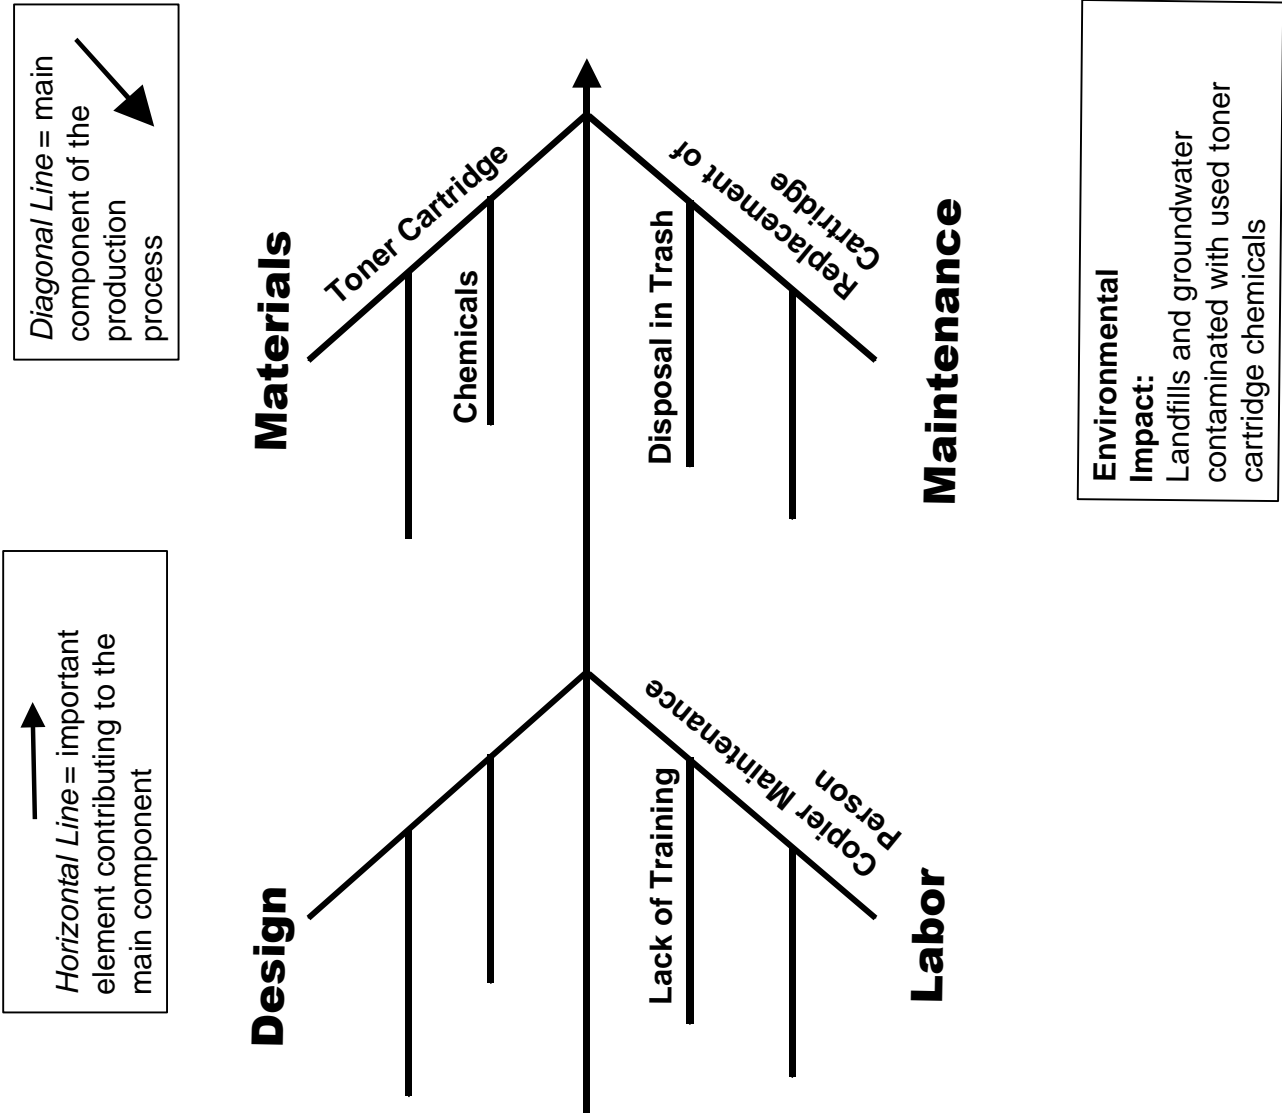 Horizontal Line = important
element contributing to the
main component
Diagonal Line = main
component of the
production
process
Design
Materials
Toner Cartridge
Chemicals
Lack of Training
Copier Maintenance
Person
Labor
Disposal in Trash
Replacement of
Cartridge
Maintenance
Environmental
Impact:
Landfills and groundwater
contaminated with used toner
cartridge chemicals